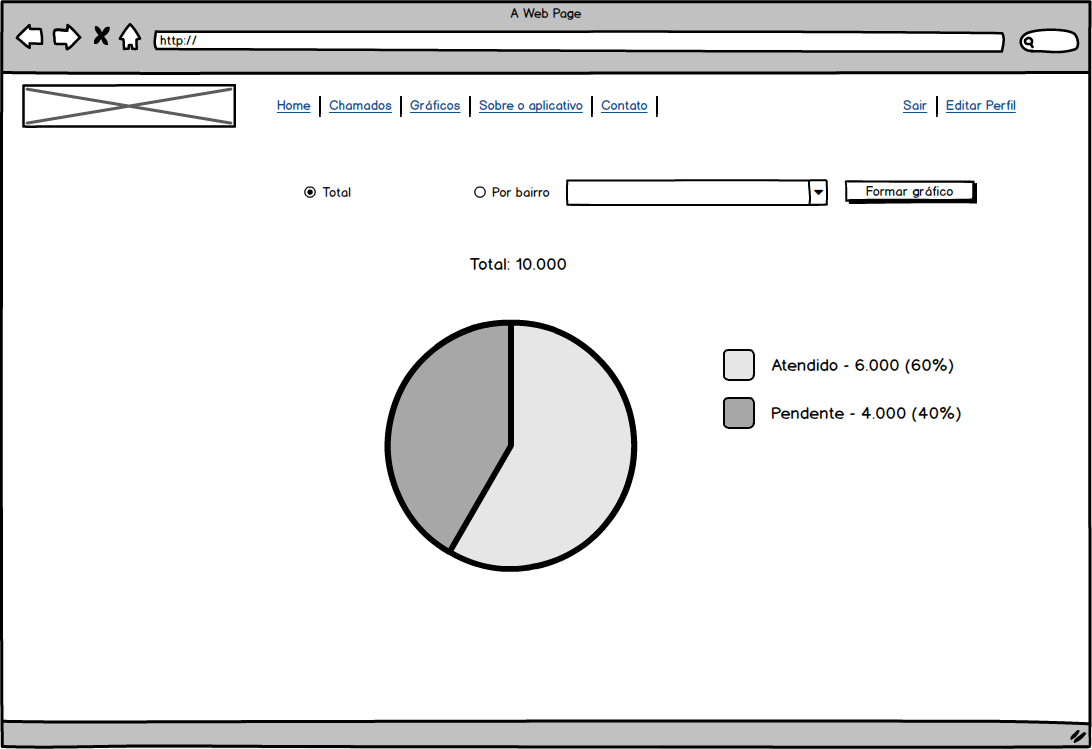 A Web Page
http://
Home Chamados Gráficos Sobre o aplicativo Contato Sair Editar Perfil
Total Por bairro Formar gráfico
Total: 10.000
Atendido - 6.000 (60%)
Pendente - 4.000 (40%)